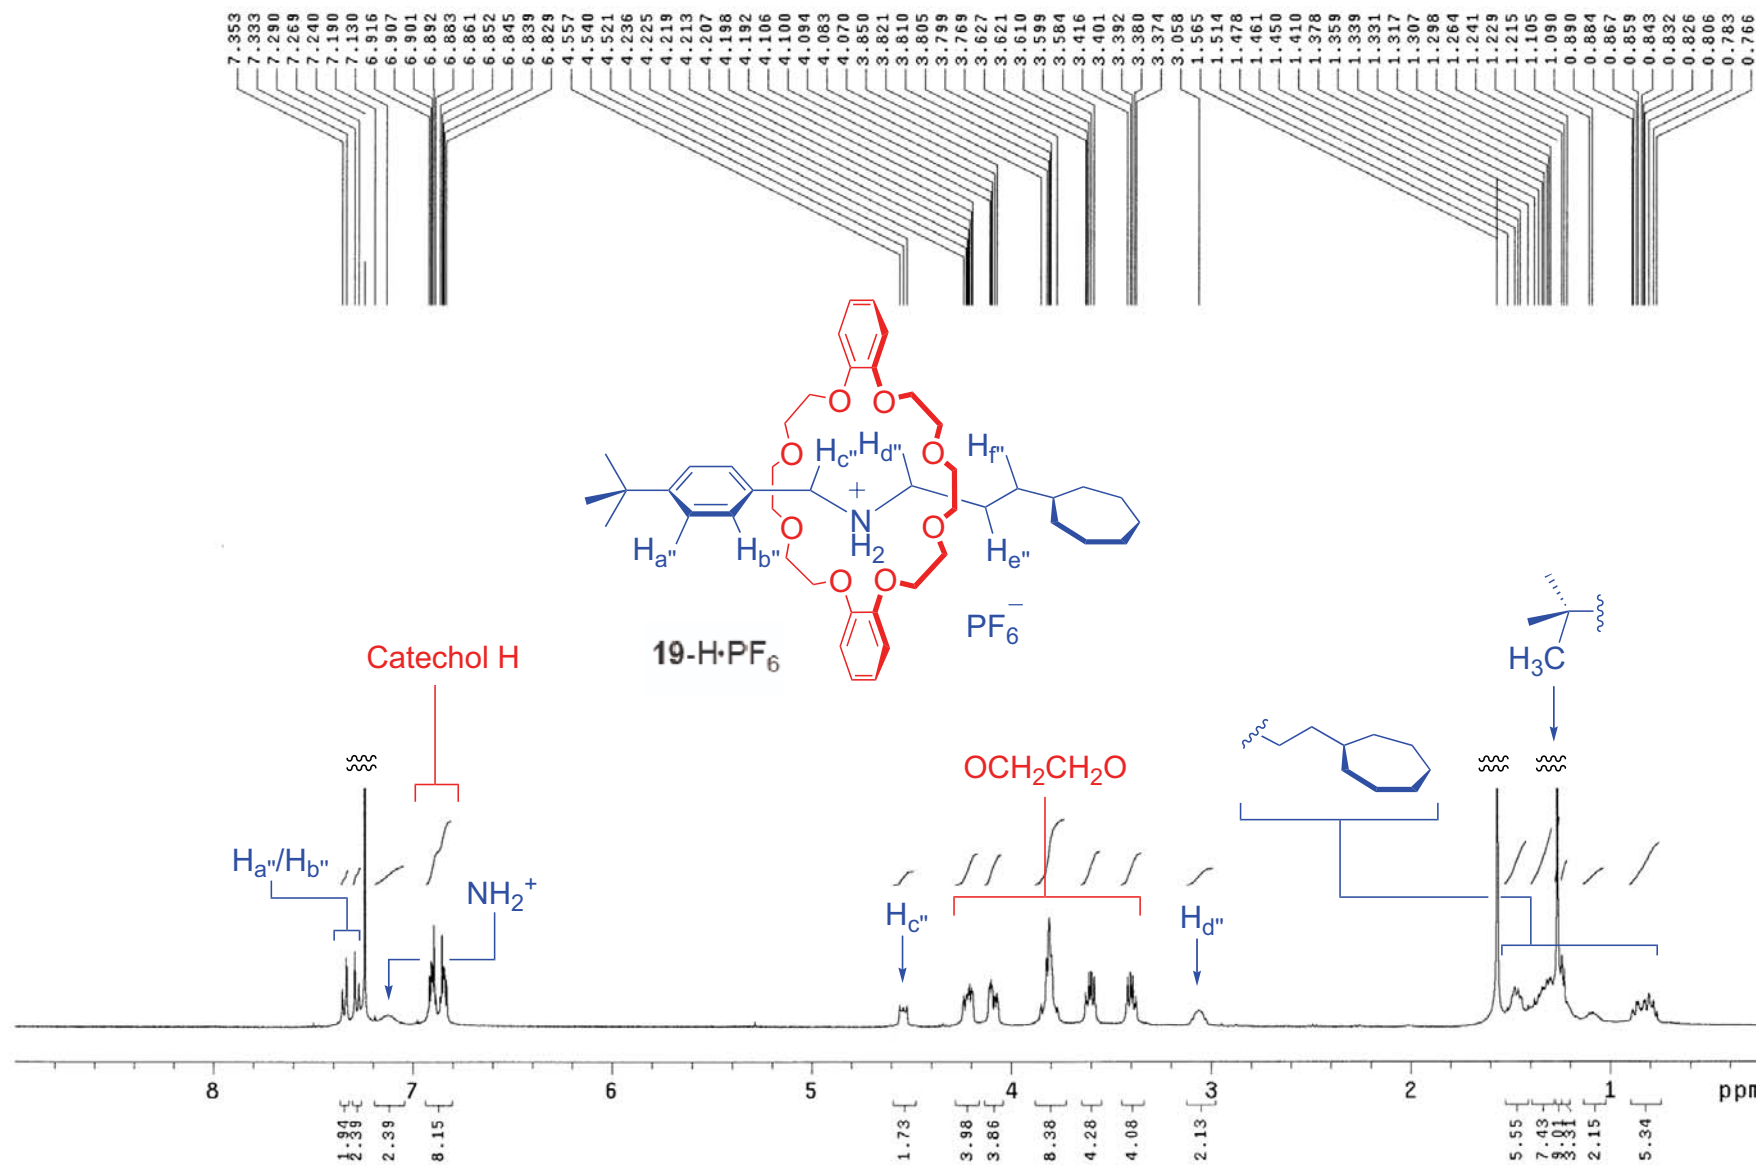 7.353 7.333 7.290 7.269 7.240 7.190 7.130 6.916 6.907 6.901 6.892 6.883 6.861 6.852 6.845 6.839 6.829 4.557 4.540 4.521 4.236 4.225 4.219 4.213 4.207 4.198 4.192 4.106 4.100 4.094 4.083 4.070 3.850 3.821 3.810 3.805 3.799 3.769 3.627 3.621 3.610 3.599 3.584 3.416 3.401 3.392 3.380 3.374 3.058 1.565 1.514 1.478 1.461 1.450 1.410 1.378 1.359 1.339 1.331 1.317 1.307 1.298 1.264 1.241 1.229 1.215 1.105 1.090 0.890 0.884 0.867 0.859 0.843 0.832 0.826 0.806 0.783 0.766
O O
O Hc" Hd" O Hf"
+
O N O
Ha" Hb" H2 He"
O O
PF6−
19-H•PF6
Catechol H
H3C
OCH2CH2O
Ha"/Hb"
NH2+
Hc"
Hd"
8 7 6 5 4 3 2 1 ppm
1.94 2.39 2.39 8.15 1.73 3.98 3.86 8.38 4.28 4.08 2.13 5.55 7.43 9.01 3.31 2.15 5.34